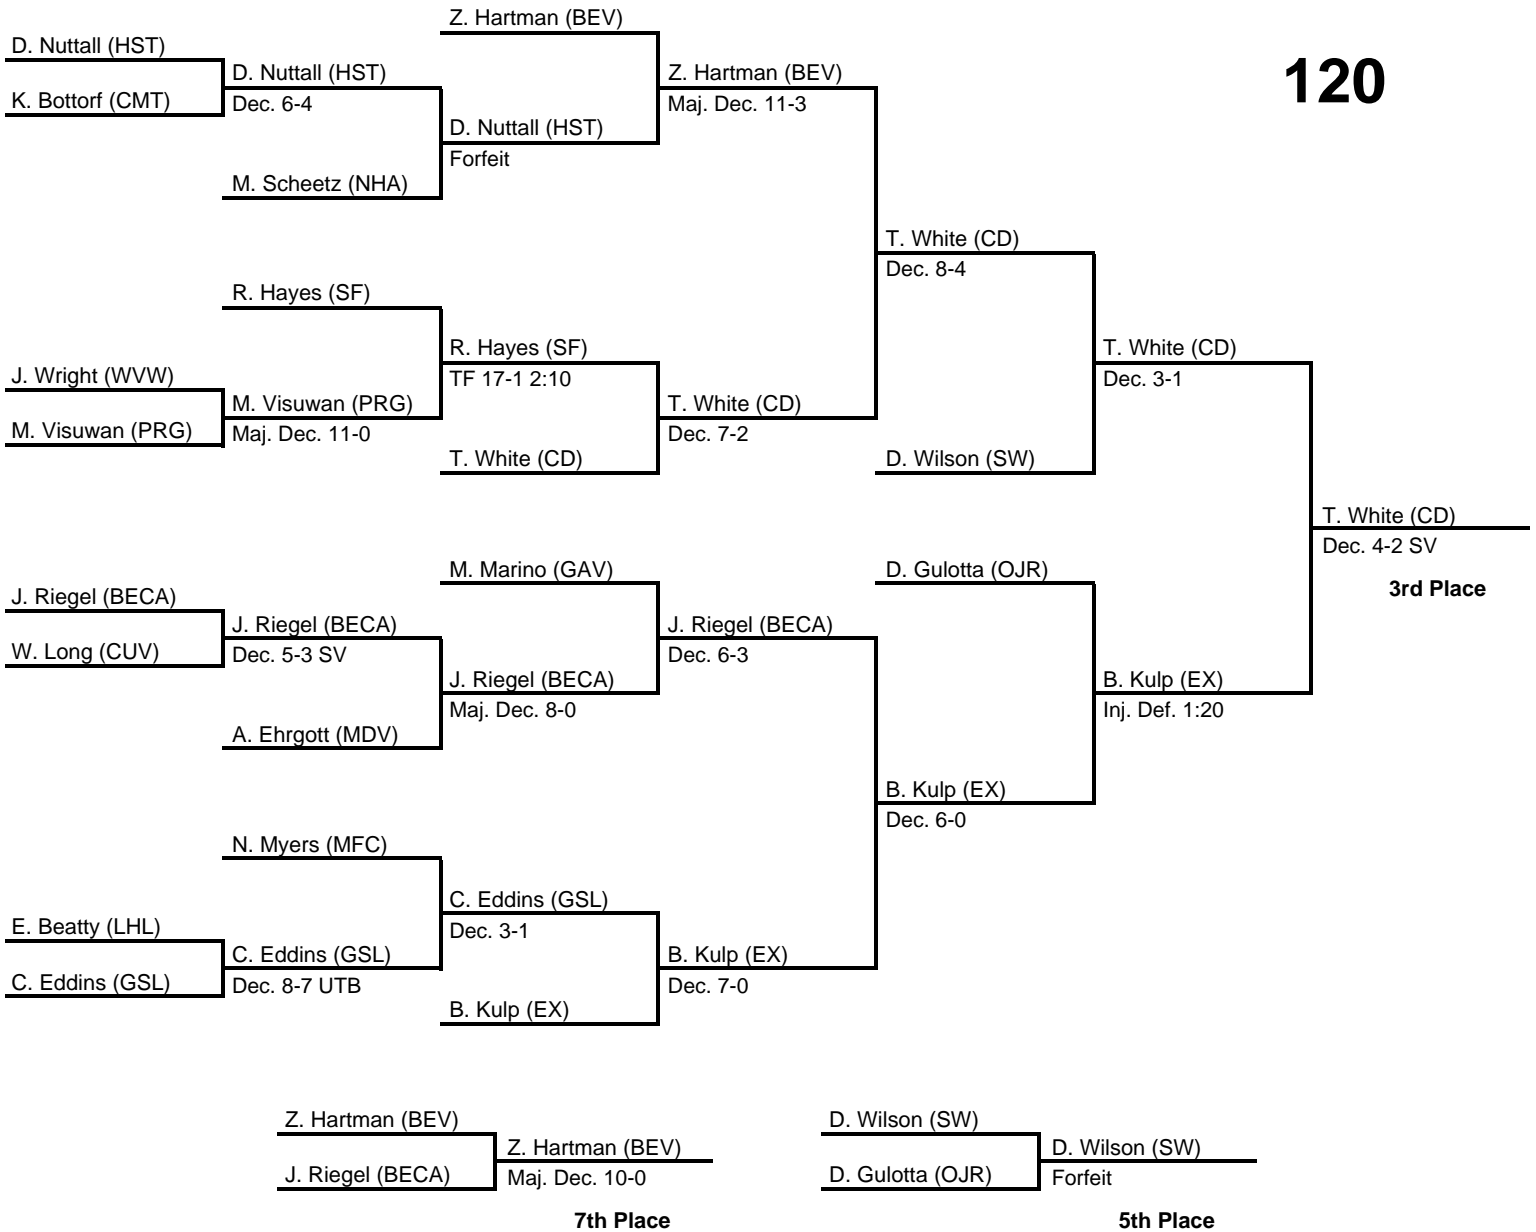 Z. Hartman (BEV)
D. Nuttall (HST)
120
D. Nuttall (HST)
Z. Hartman (BEV)
K. Bottorf (CMT)
Dec. 6-4
Maj. Dec. 11-3
D. Nuttall (HST)
Forfeit
M. Scheetz (NHA)
T. White (CD)
Dec. 8-4
R. Hayes (SF)
R. Hayes (SF)
T. White (CD)
J. Wright (WVW)
TF 17-1 2:10
Dec. 3-1
M. Visuwan (PRG)
T. White (CD)
M. Visuwan (PRG)
Maj. Dec. 11-0
Dec. 7-2
T. White (CD)
D. Wilson (SW)
T. White (CD)
Dec. 4-2 SV
M. Marino (GAV)
D. Gulotta (OJR)
3rd Place
J. Riegel (BECA)
J. Riegel (BECA)
J. Riegel (BECA)
W. Long (CUV)
Dec. 5-3 SV
Dec. 6-3
J. Riegel (BECA)
B. Kulp (EX)
Maj. Dec. 8-0
Inj. Def. 1:20
A. Ehrgott (MDV)
B. Kulp (EX)
Dec. 6-0
N. Myers (MFC)
C. Eddins (GSL)
E. Beatty (LHL)
Dec. 3-1
C. Eddins (GSL)
B. Kulp (EX)
C. Eddins (GSL)
Dec. 8-7 UTB
Dec. 7-0
B. Kulp (EX)
Z. Hartman (BEV)
Z. Hartman (BEV)
J. Riegel (BECA)
Maj. Dec. 10-0
7th Place
D. Wilson (SW)
D. Wilson (SW)
D. Gulotta (OJR)
Forfeit
5th Place